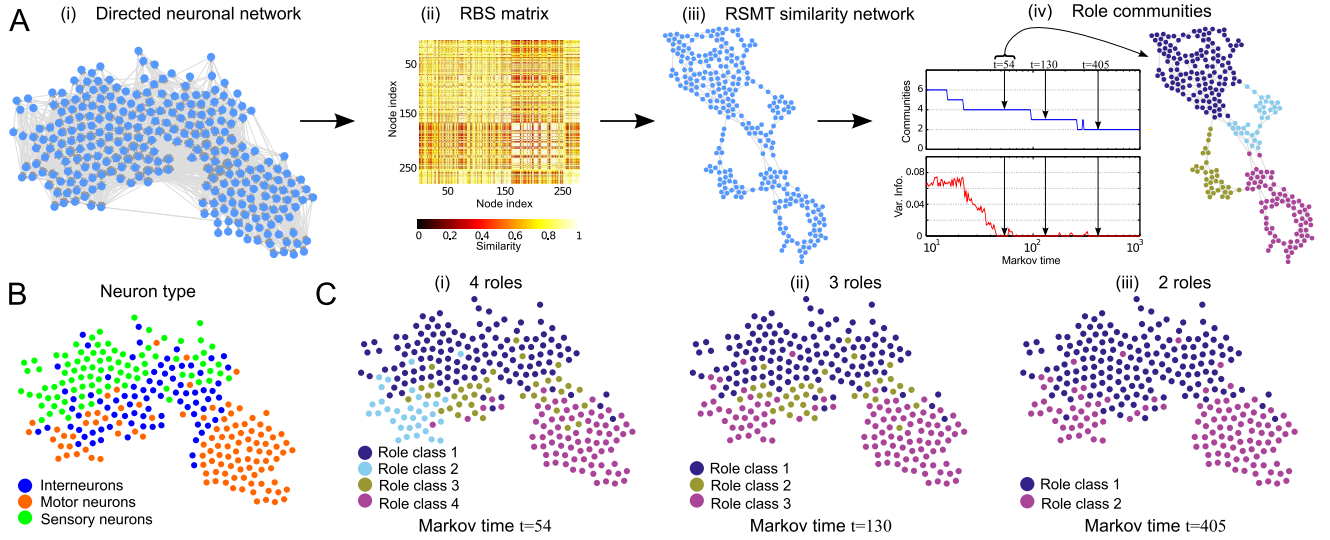 A
(i) Directed neuronal network
(ii) RBS matrix
(iii) RSMT similarity network
(iv) Role communities
Node index
50
150
250
50
150
250
Node index
0 0,2 0,4 0,6 0,8 1
Similarity
t=54 t=130 t=405
Communities
6
4
2
Var. Info.
0.08
0.04
0
10^1 10^2 10^3
Markov time
B
Neuron type
Interneurons
Motor neurons
Sensory neurons
C
(i) 4 roles
Role class 1
Role class 2
Role class 3
Role class 4
Markov time t=54
(ii) 3 roles
Role class 1
Role class 2
Role class 3
Markov time t=130
(iii) 2 roles
Role class 1
Role class 2
Markov time t=405